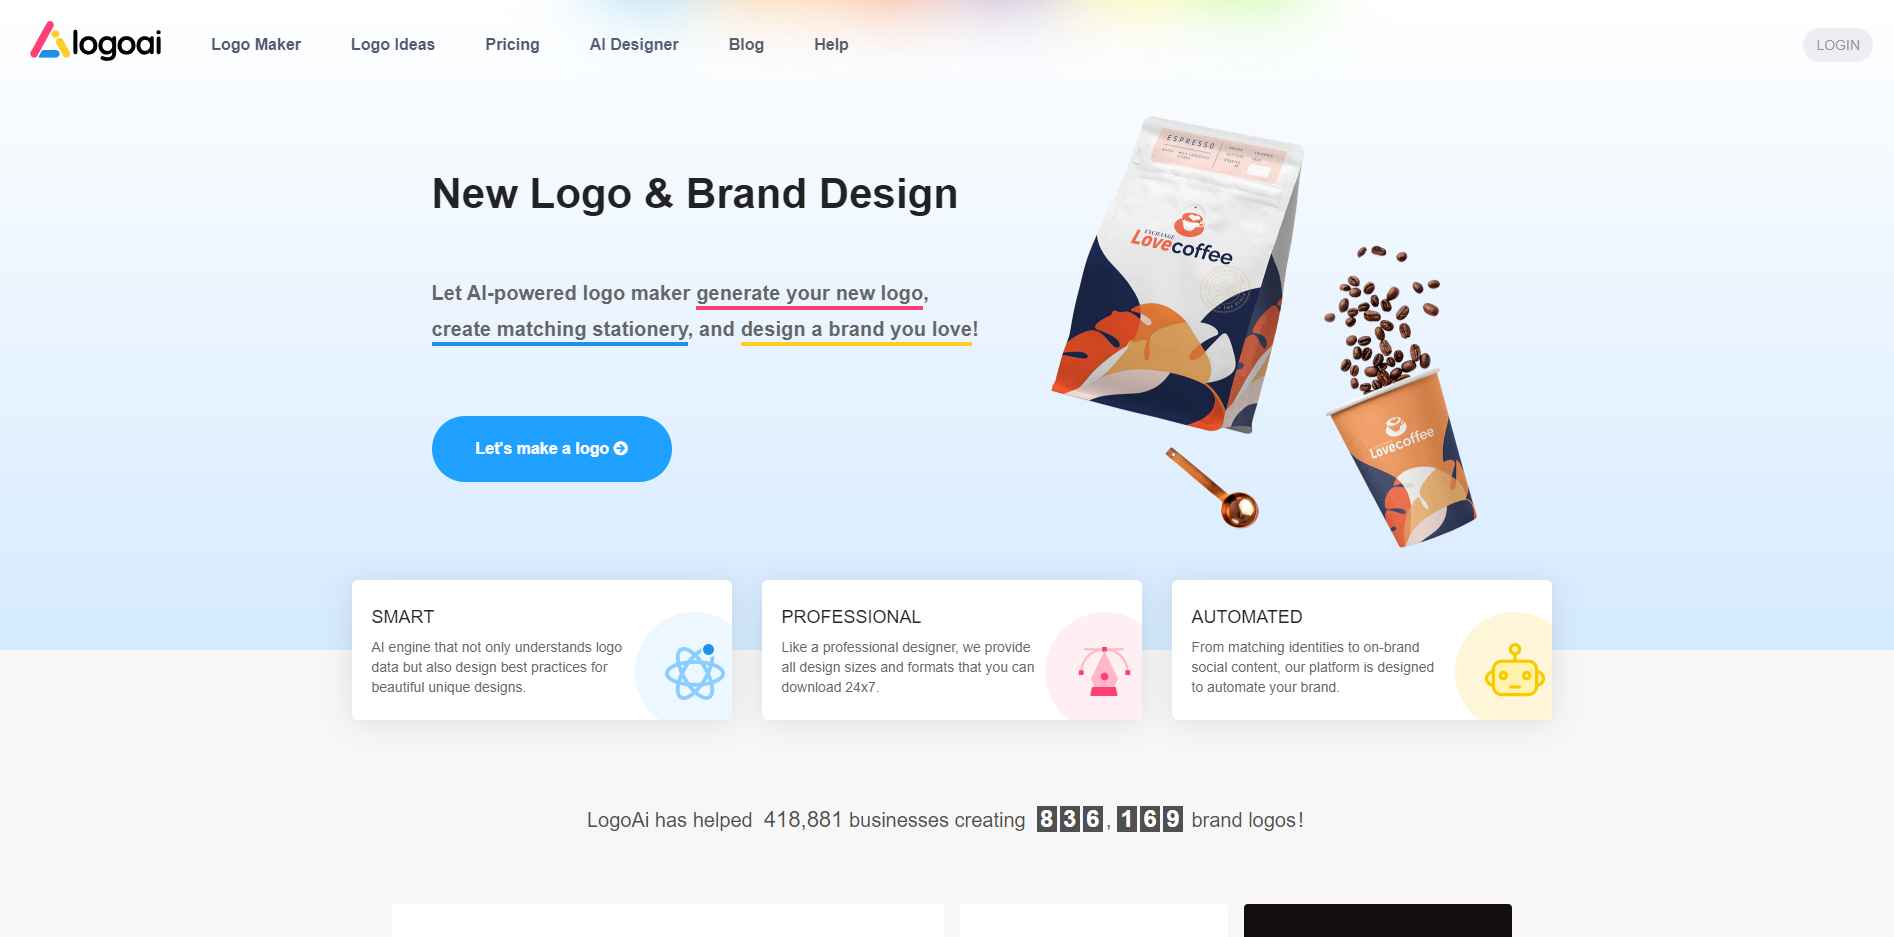 logoai
Logo Maker
Logo Ideas
Pricing
AI Designer
Blog
Help
LOGIN
New Logo & Brand Design
Let AI-powered logo maker generate your new logo,
create matching stationery, and design a brand you love!
Let's make a logo
ESPRESSO
EXCHANGE
Lovecoffee
Lovecoffee
SMART
AI engine that not only understands logo
data but also design best practices for
beautiful unique designs.
PROFESSIONAL
Like a professional designer, we provide
all design sizes and formats that you can
download 24x7.
AUTOMATED
From matching identities to on-brand
social content, our platform is designed
to automate your brand.
LogoAi has helped 418,881 businesses creating 836,169 brand logos!